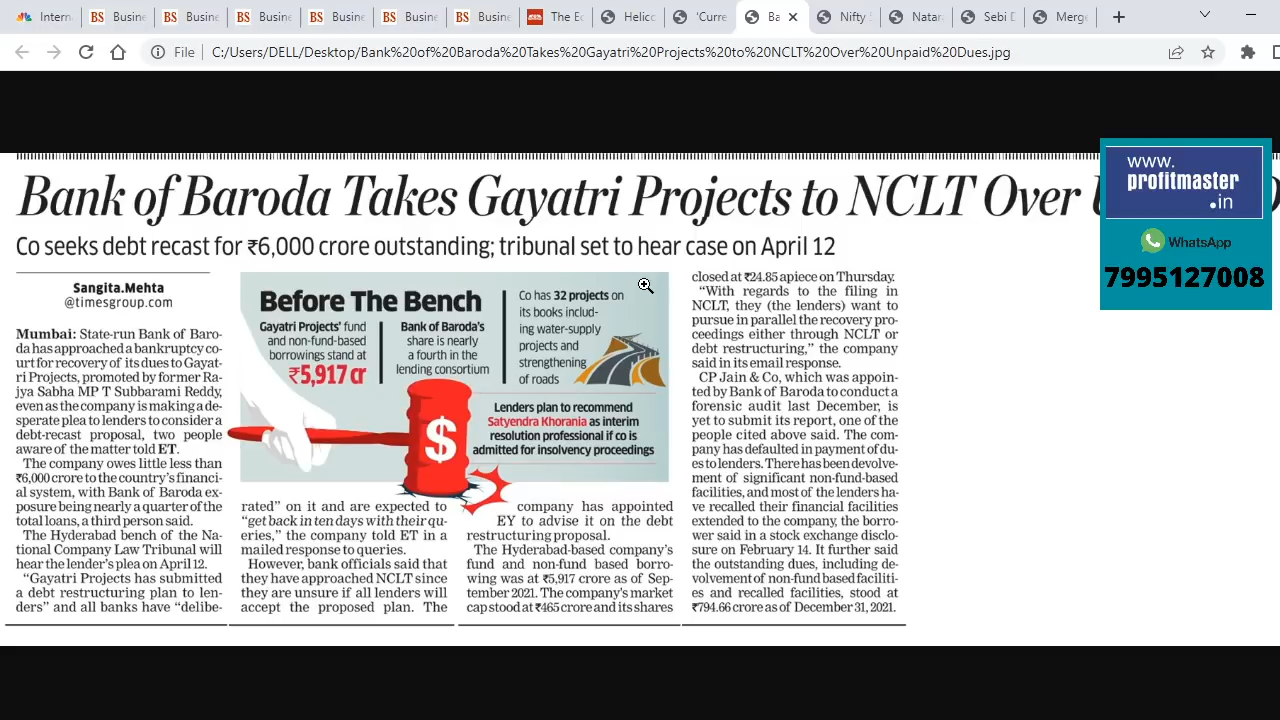 Intern
BS Busine
BS Busine
BS Busine
BS Busine
BS Busine
BS Busine
The Ec
Helico
'Curre
Ba
Nifty
Natar
Sebi
Merge
File C:/Users/DELL/Desktop/Bank%20of%20Baroda%20Takes%20Gayatri%20Projects%20to%20NCLT%20Over%20Unpaid%20Dues.jpg
Bank of Baroda Takes Gayatri Projects to NCLT Over
Co seeks debt recast for ₹6,000 crore outstanding; tribunal set to hear case on April 12
Sangita.Mehta
@timesgroup.com
Mumbai: State-run Bank of Baro-
da has approached a bankruptcy co-
urt for recovery of its dues to Gayat-
ri Projects, promoted by former Ra-
jya Sabha MP T Subbarami Reddy,
even as the company is making a de-
sperate plea to lenders to consider a
debt-recast proposal, two people
aware of the matter told ET.
The company owes little less than
₹6,000 crore to the country's financi-
al system, with Bank of Baroda ex-
posure being nearly a quarter of the
total loans, a third person said.
The Hyderabad bench of the Na-
tional Company Law Tribunal will
hear the lender's plea on April 12.
"Gayatri Projects has submitted
a debt restructuring plan to len-
ders" and all banks have "delibe-
Before The Bench
Gayatri Projects' fund
and non-fund-based
borrowings stand at
₹5,917 cr
Bank of Baroda's
share is nearly
a fourth in the
lending consortium
Co has 32 projects on
its books includ-
ing water-supply
projects and
strengthening
of roads
Lenders plan to recommend
Satyendra Khorania as interim
resolution professional if co is
admitted for insolvency proceedings
$
rated" on it and are expected to
"get back in ten days with their qu-
eries," the company told ET in a
mailed response to queries.
However, bank officials said that
they have approached NCLT since
they are unsure if all lenders will
accept the proposed plan. The
company has appointed
EY to advise it on the debt
restructuring proposal.
The Hyderabad-based company's
fund and non-fund based borro-
wing was at ₹5,917 crore as of Sep-
tember 2021. The company's market
cap stood at ₹465 crore and its shares
closed at ₹24.85 apiece on Thursday.
"With regards to the filing in
NCLT, they (the lenders) want to
pursue in parallel the recovery pro-
ceedings either through NCLT or
debt restructuring," the company
said in its email response.
CP Jain & Co, which was appoin-
ted by Bank of Baroda to conduct a
forensic audit last December, is
yet to submit its report, one of the
people cited above said. The com-
pany has defaulted in payment of du-
es to lenders. There has been devolve-
ment of significant non-fund-based
facilities, and most of the lenders ha-
ve recalled their financial facilities
extended to the company, the borro-
wer said in a stock exchange disclo-
sure on February 14. It further said
the outstanding dues, including de-
volvement of non-fund based faciliti-
es and recalled facilities, stood at
₹794.66 crore as of December 31, 2021.
www.
profitmaster
.in
WhatsApp
7995127008